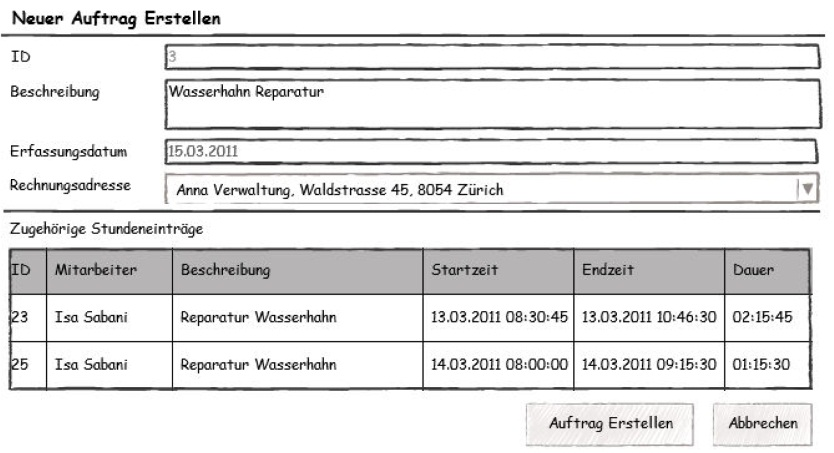 Neuer Auftrag Erstellen
ID 3
Beschreibung Wasserhahn Reparatur
Erfassungsdatum 15.03.2011
Rechnungsadresse Anna Verwaltung, Waldstrasse 45, 8054 Zürich
Zugehörige Stundeneinträge
ID Mitarbeiter Beschreibung Startzeit Endzeit Dauer
23 Isa Sabani Reparatur Wasserhahn 13.03.2011 08:30:45 13.03.2011 10:46:30 02:15:45
25 Isa Sabani Reparatur Wasserhahn 14.03.2011 08:00:00 14.03.2011 09:15:30 01:15:30
Auftrag Erstellen Abbrechen